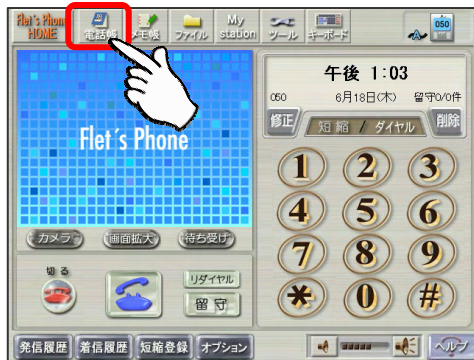 Flet's Phone
HOME
電話帳
メモ帳
ファイル
My
station
ツール
キーボード
050
午後 1:03
050 6月18日(木) 留守0/0件
修正
短縮 / ダイヤル
削除
Flet's Phone
1 2 3
4 5 6
7 8 9
* 0 #
カメラ
画面拡大
待ち受け
切る
リダイヤル
留守
発信履歴
着信履歴
短縮登録
オプション
ヘルプ